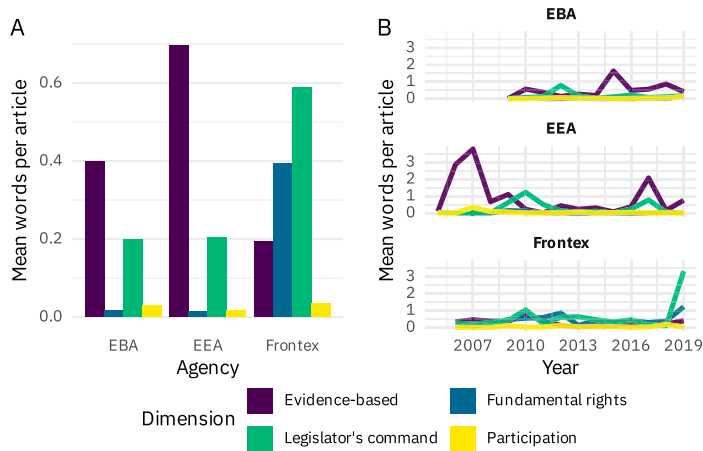 A
Mean words per article
0.6
0.4
0.2
0.0
EBA EEA Frontex
Agency
B
Mean words per article
EBA
3
2
1
0
EEA
3
2
1
0
Frontex
3
2
1
0
2007 2010 2013 2016 2019
Year
Dimension
Evidence-based
Fundamental rights
Legislator's command
Participation